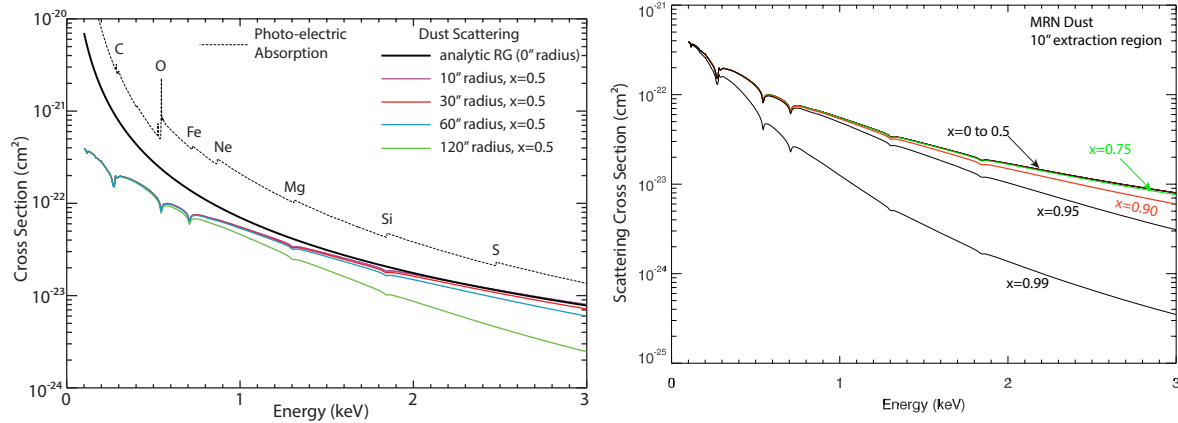 10⁻²⁰
10⁻²¹
10⁻²²
10⁻²³
10⁻²⁴
Cross Section (cm²)
0
1
2
3
Energy (keV)
C
O
Fe
Ne
Mg
Si
S
Photo-electric
Absorption
Dust Scattering
analytic RG (0″ radius)
10″ radius, x=0.5
30″ radius, x=0.5
60″ radius, x=0.5
120″ radius, x=0.5
10⁻²¹
10⁻²²
10⁻²³
10⁻²⁴
10⁻²⁵
Scattering Cross Section (cm²)
0
1
2
3
Energy (keV)
MRN Dust
10″ extraction region
x=0 to 0.5
x=0.75
x=0.90
x=0.95
x=0.99